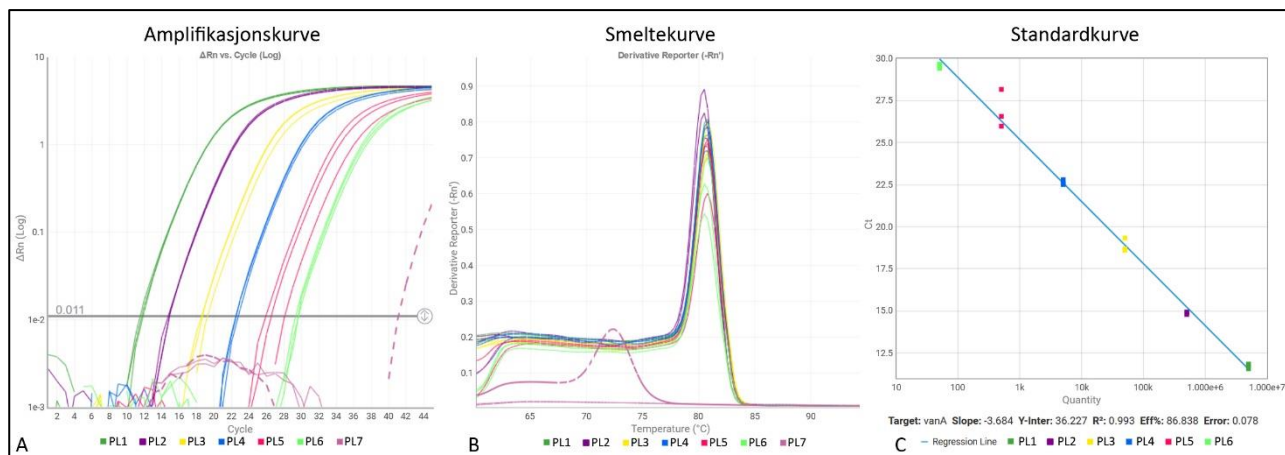 Amplifikasjonskurve
ΔRn vs. Cycle (Log)
10
1
0.1
1e-2
1e-3
ΔRn (Log)
0.011
2 4 6 8 10 12 14 16 18 20 22 24 26 28 30 32 34 36 38 40 42 44
Cycle
A
PL1 PL2 PL3 PL4 PL5 PL6 PL7
Smeltekurve
Derivative Reporter (-Rn')
0.9
0.8
0.7
0.6
0.5
0.4
0.3
0.2
0.1
Derivative Reporter (-Rn')
65 70 75 80 85 90
Temperature (°C)
B
PL1 PL2 PL3 PL4 PL5 PL6 PL7
Standardkurve
30.0
27.5
25.0
22.5
20.0
17.5
15.0
12.5
Ct
10 100 1k 10k 100k 1.000e+6 1.000e+7
Quantity
Target: vanA Slope: -3.684 Y-Inter: 36.227 R²: 0.993 Eff%: 86.838 Error: 0.078
C
Regression Line PL1 PL2 PL3 PL4 PL5 PL6